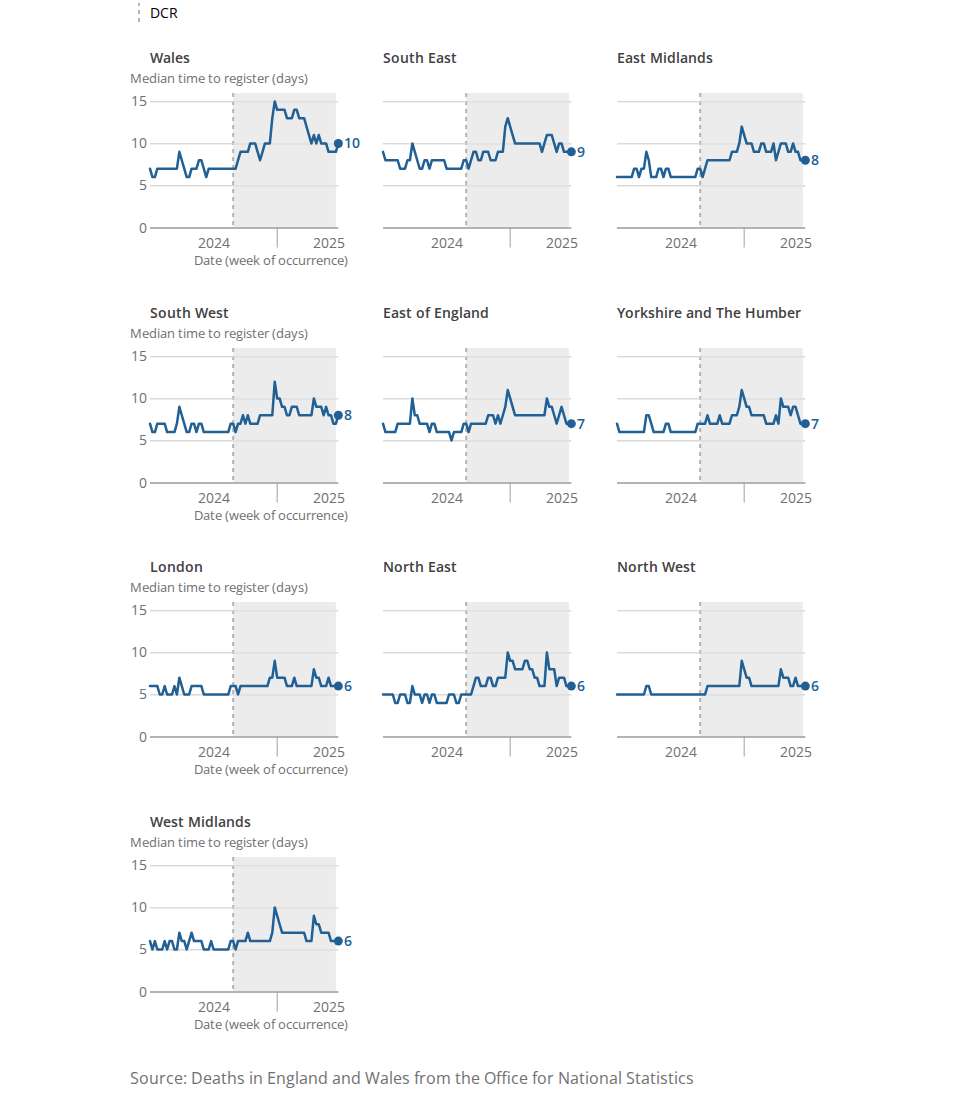 DCR
Wales
South East
East Midlands
Median time to register (days)
15
10
10
9
8
5
0
2024
2025
2024
2025
2024
2025
Date (week of occurrence)
South West
East of England
Yorkshire and The Humber
Median time to register (days)
15
10
8
7
7
5
0
2024
2025
2024
2025
2024
2025
Date (week of occurrence)
London
North East
North West
Median time to register (days)
15
10
6
6
6
5
0
2024
2025
2024
2025
2024
2025
Date (week of occurrence)
West Midlands
Median time to register (days)
15
10
6
5
0
2024
2025
Date (week of occurrence)
Source: Deaths in England and Wales from the Office for National Statistics